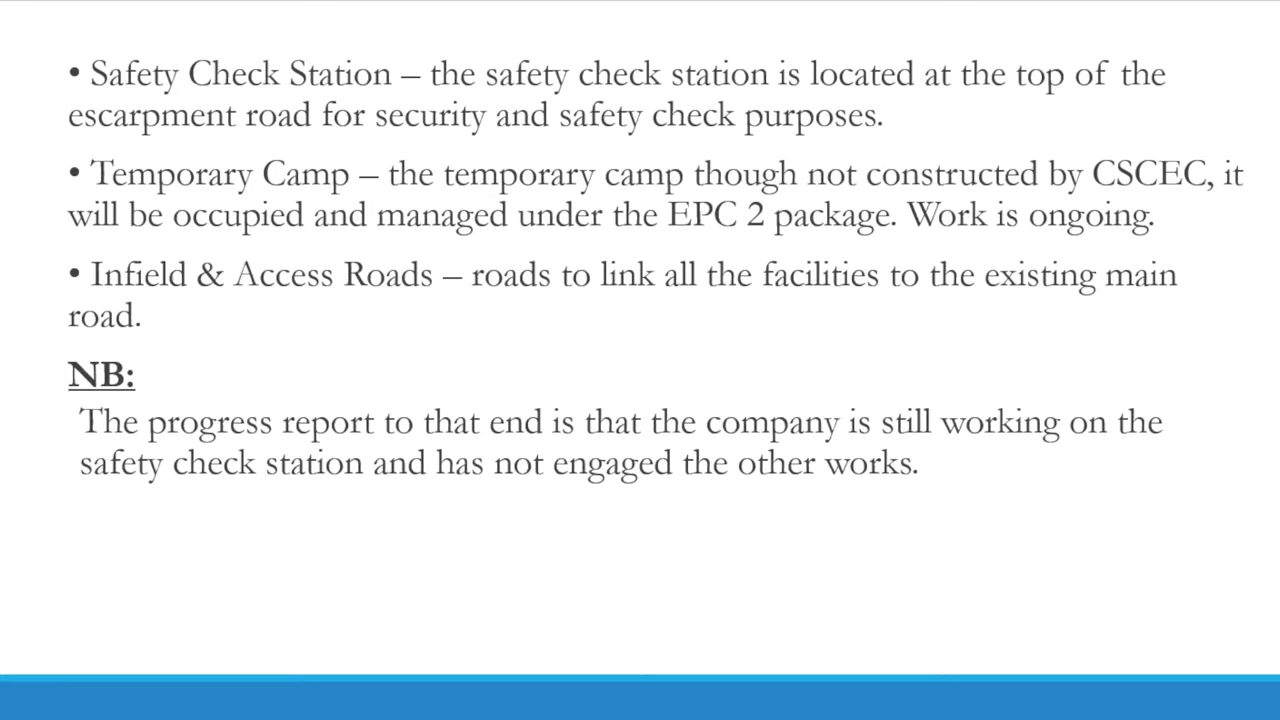 • Safety Check Station – the safety check station is located at the top of the
escarpment road for security and safety check purposes.
• Temporary Camp – the temporary camp though not constructed by CSCEC, it
will be occupied and managed under the EPC 2 package. Work is ongoing.
• Infield & Access Roads – roads to link all the facilities to the existing main
road.
NB:
The progress report to that end is that the company is still working on the
safety check station and has not engaged the other works.